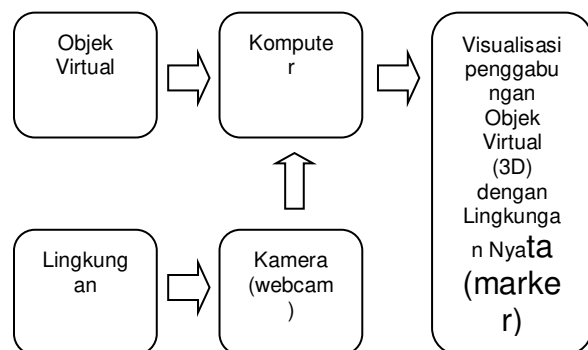 Objek
Virtual
Kompute
r
Visualisasi
penggabu
ngan
Objek
Virtual
(3D)
dengan
Lingkunga
n Nyata
(marke
r)
Lingkung
an
Kamera
(webcam
)